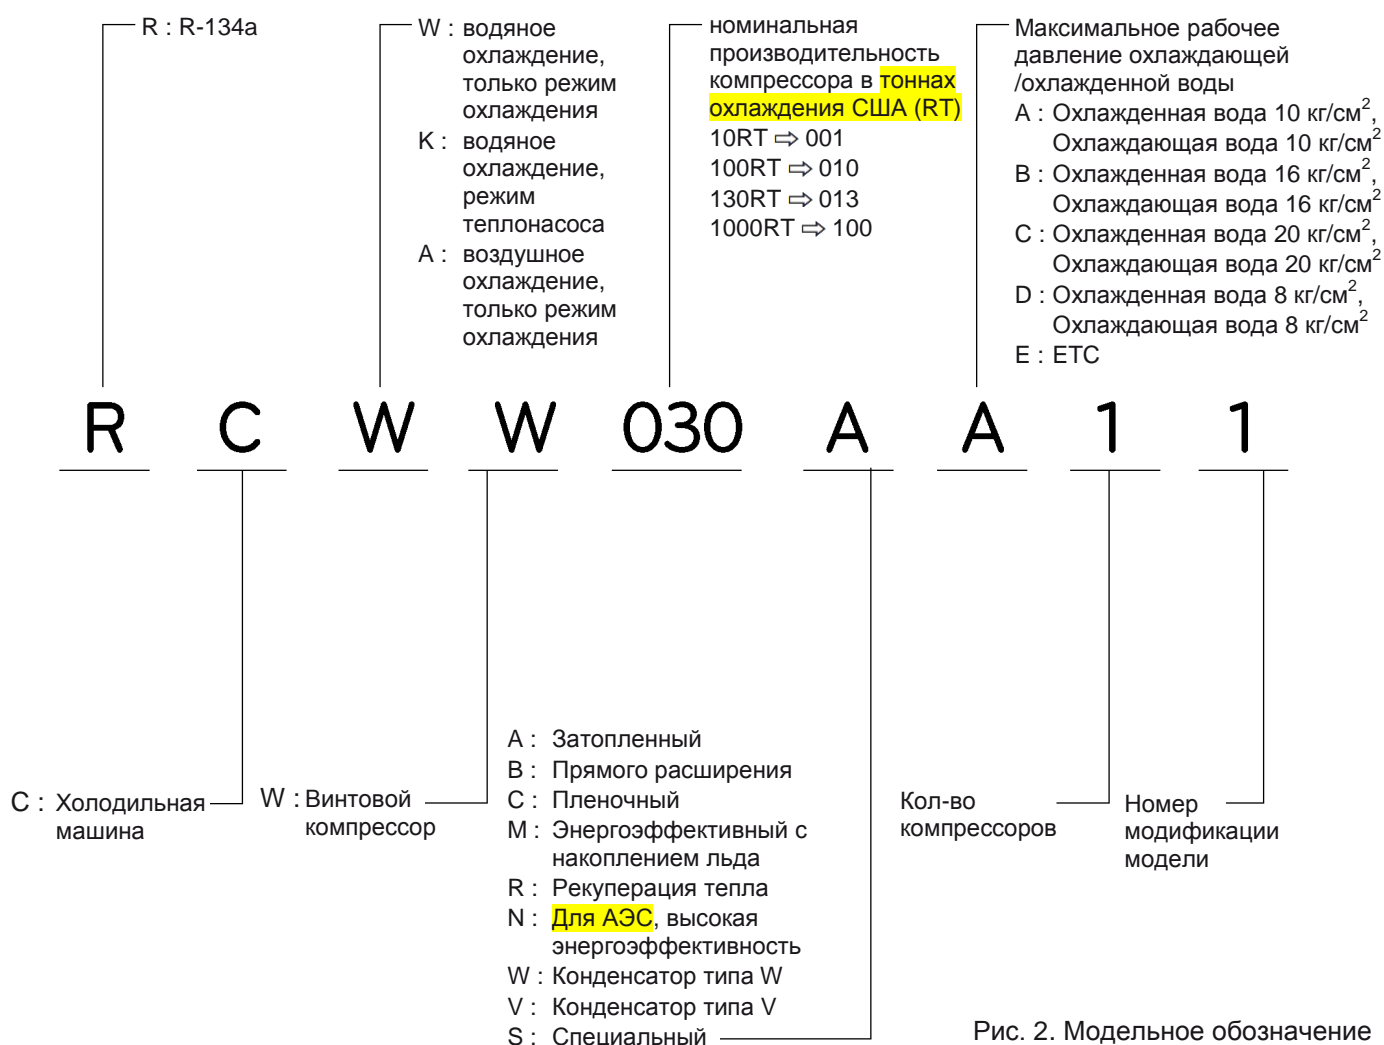 R : R-134a
W : водяное
охлаждение,
только режим
охлаждения
K : водяное
охлаждение,
режим
теплонасоса
A : воздушное
охлаждение,
только режим
охлаждения
номинальная
производительность
компрессора в тоннах
охлаждения США (RT)
10RT ⇨ 001
100RT ⇨ 010
130RT ⇨ 013
1000RT ⇨ 100
Максимальное рабочее
давление охлаждающей
/охлажденной воды
A : Охлажденная вода 10 кг/см²,
Охлаждающая вода 10 кг/см²
B : Охлажденная вода 16 кг/см²,
Охлаждающая вода 16 кг/см²
C : Охлажденная вода 20 кг/см²,
Охлаждающая вода 20 кг/см²
D : Охлажденная вода 8 кг/см²,
Охлаждающая вода 8 кг/см²
E : ETC
R C W W 030 A A 1 1
C : Холодильная
машина
W : Винтовой
компрессор
A : Затопленный
B : Прямого расширения
C : Пленочный
M : Энергоэффективный с
накоплением льда
R : Рекуперация тепла
N : Для АЭС, высокая
энергоэффективность
W : Конденсатор типа W
V : Конденсатор типа V
S : Специальный
Кол-во
компрессоров
Номер
модификации
модели
Рис. 2. Модельное обозначение